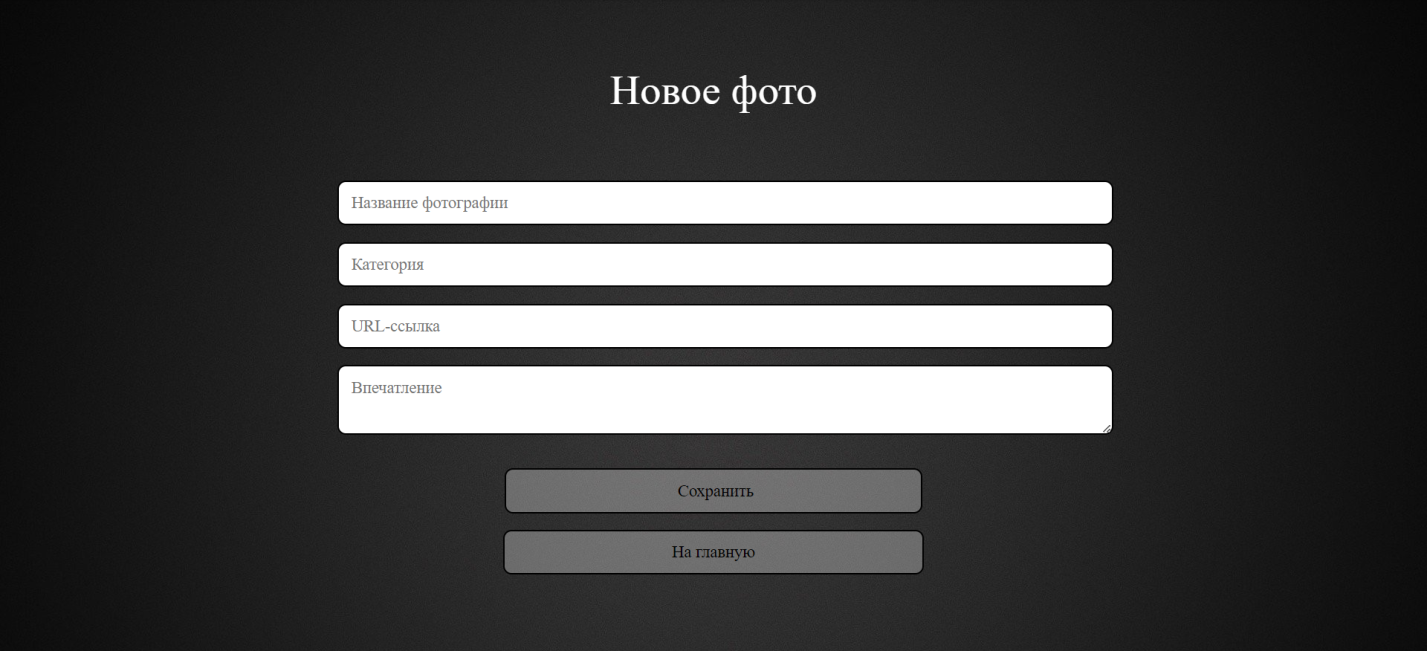 Новое фото
Название фотографии
Категория
URL-ссылка
Впечатление
Сохранить
На главную